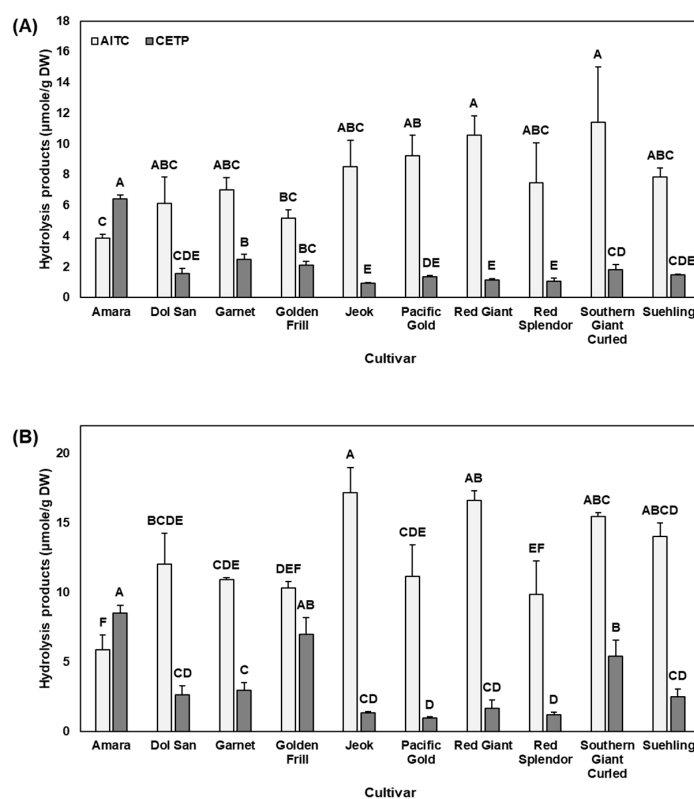 (A)
AITC CETP
Hydrolysis products (µmole/g DW)
18
16
14
12
10
8
6
4
2
0
C A ABC CDE ABC B BC BC ABC E AB DE A E ABC E A CD ABC CDE
Amara Dol San Garnet Golden Jeok Pacific Red Giant Red Southern Suehling
Frill Gold Splendor Giant
Curled
Cultivar
(B)
Hydrolysis products (µmole/g DW)
20
15
10
5
0
F A BCDE CD CDE C DEF AB A CD CDE D AB CD EF D ABC B ABCD CD
Amara Dol San Garnet Golden Jeok Pacific Red Giant Red Southern Suehling
Frill Gold Splendor Giant
Curled
Cultivar